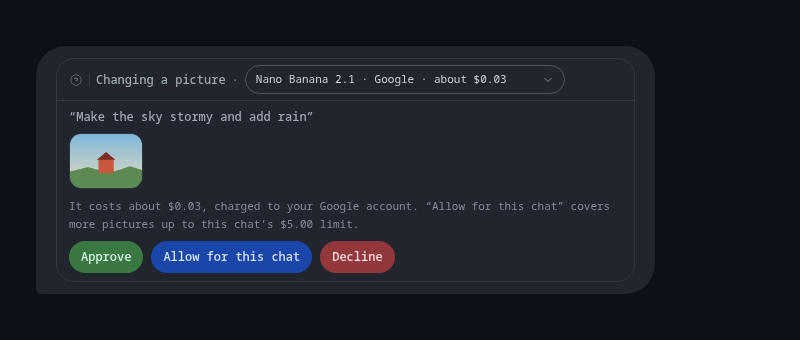 Changing a picture · Nano Banana 2.1 · Google · about $0.03
“Make the sky stormy and add rain”
It costs about $0.03, charged to your Google account. “Allow for this chat” covers
more pictures up to this chat’s $5.00 limit.
Approve Allow for this chat Decline